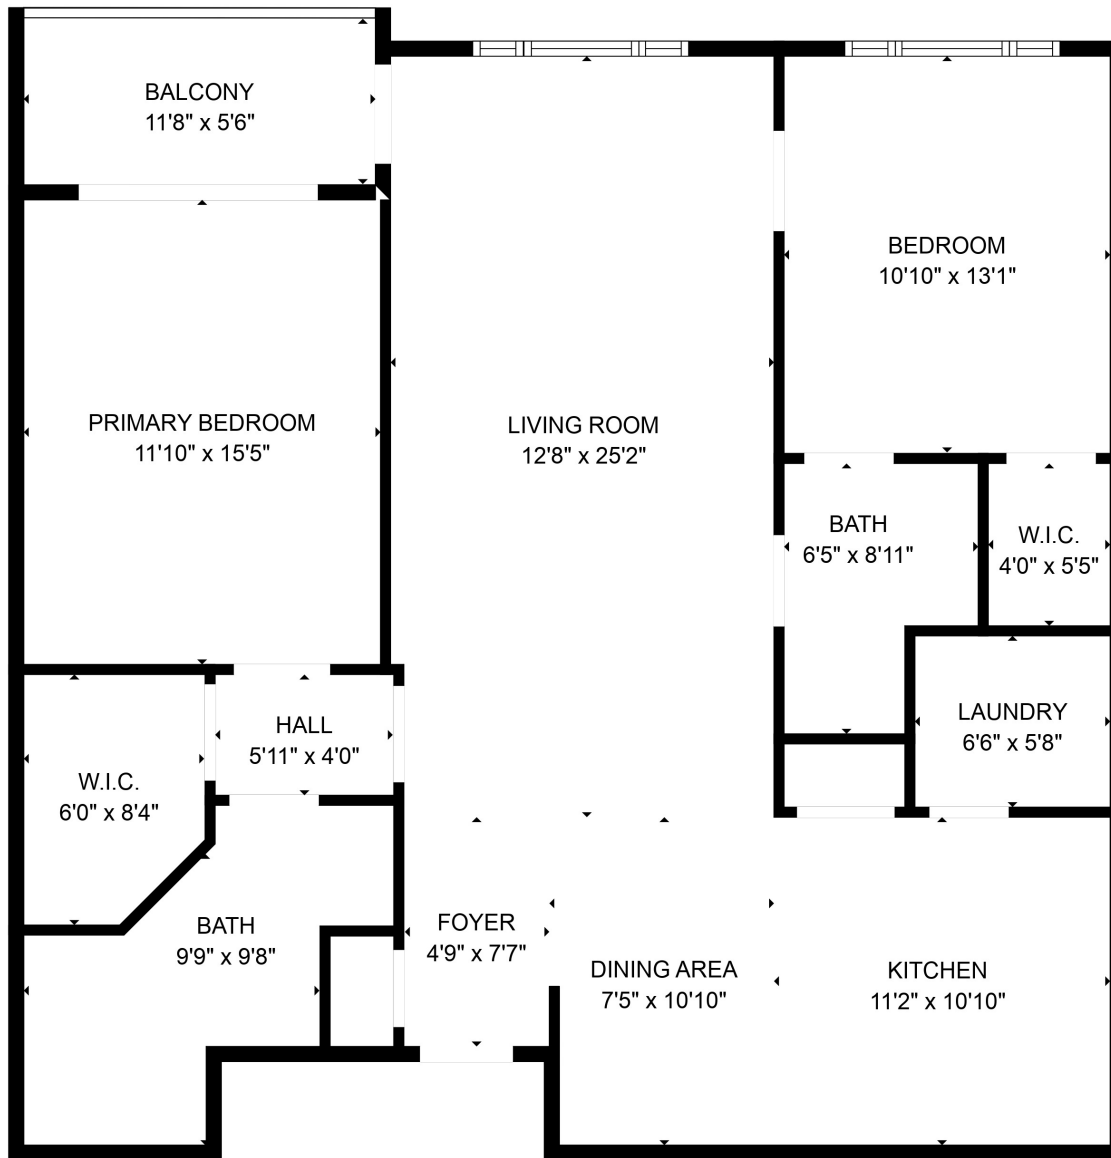 BALCONY
11'8" x 5'6"
BEDROOM
10'10" x 13'1"
PRIMARY BEDROOM
11'10" x 15'5"
LIVING ROOM
12'8" x 25'2"
BATH
6'5" x 8'11"
W.I.C.
4'0" x 5'5"
HALL
5'11" x 4'0"
LAUNDRY
6'6" x 5'8"
W.I.C.
6'0" x 8'4"
BATH
9'9" x 9'8"
FOYER
4'9" x 7'7"
DINING AREA
7'5" x 10'10"
KITCHEN
11'2" x 10'10"